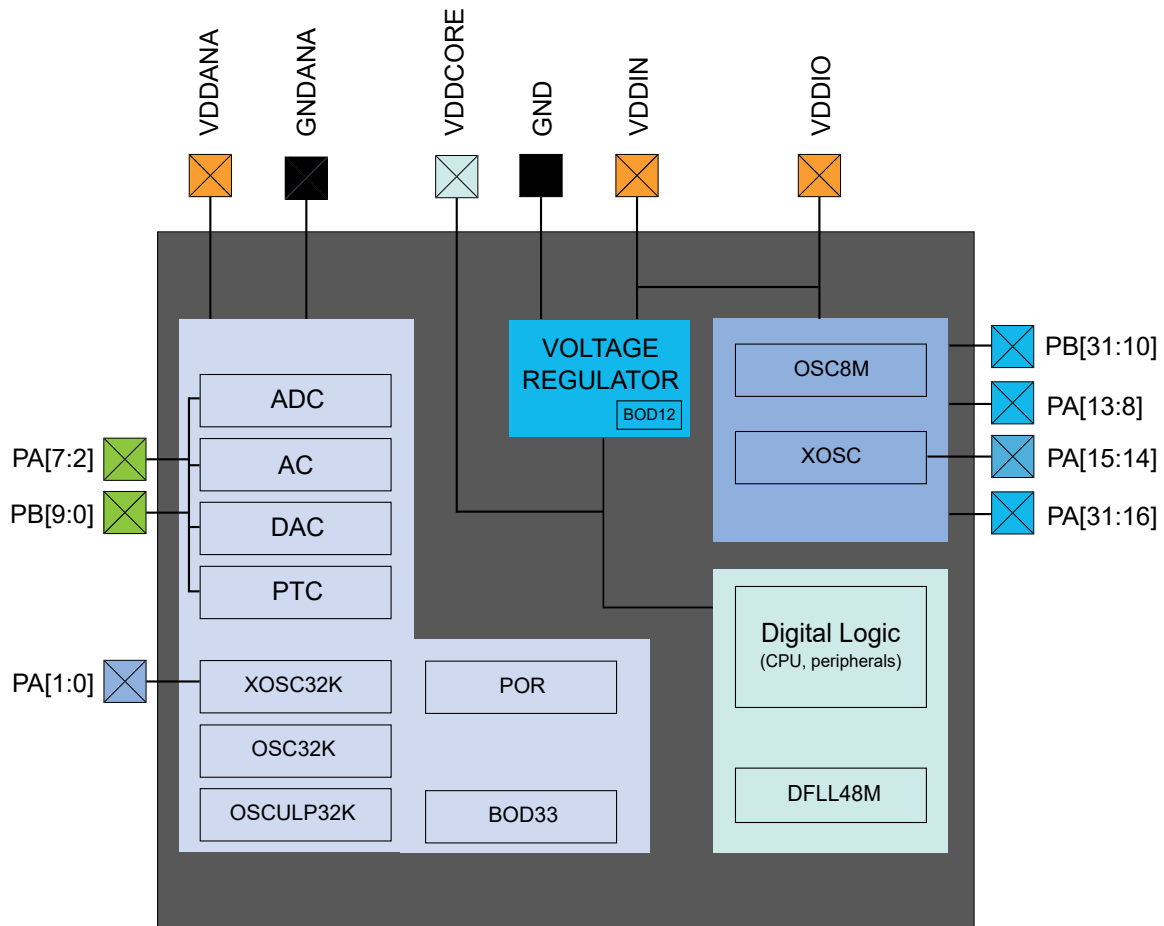 VDDANA
GNDANA
VDDCORE
GND
VDDIN
VDDIO
VOLTAGE
REGULATOR
BOD12
OSC8M
XOSC
PB[31:10]
PA[13:8]
PA[15:14]
PA[31:16]
ADC
AC
DAC
PTC
PA[7:2]
PB[9:0]
PA[1:0]
XOSC32K
OSC32K
OSCULP32K
POR
BOD33
Digital Logic
(CPU, peripherals)
DFLL48M